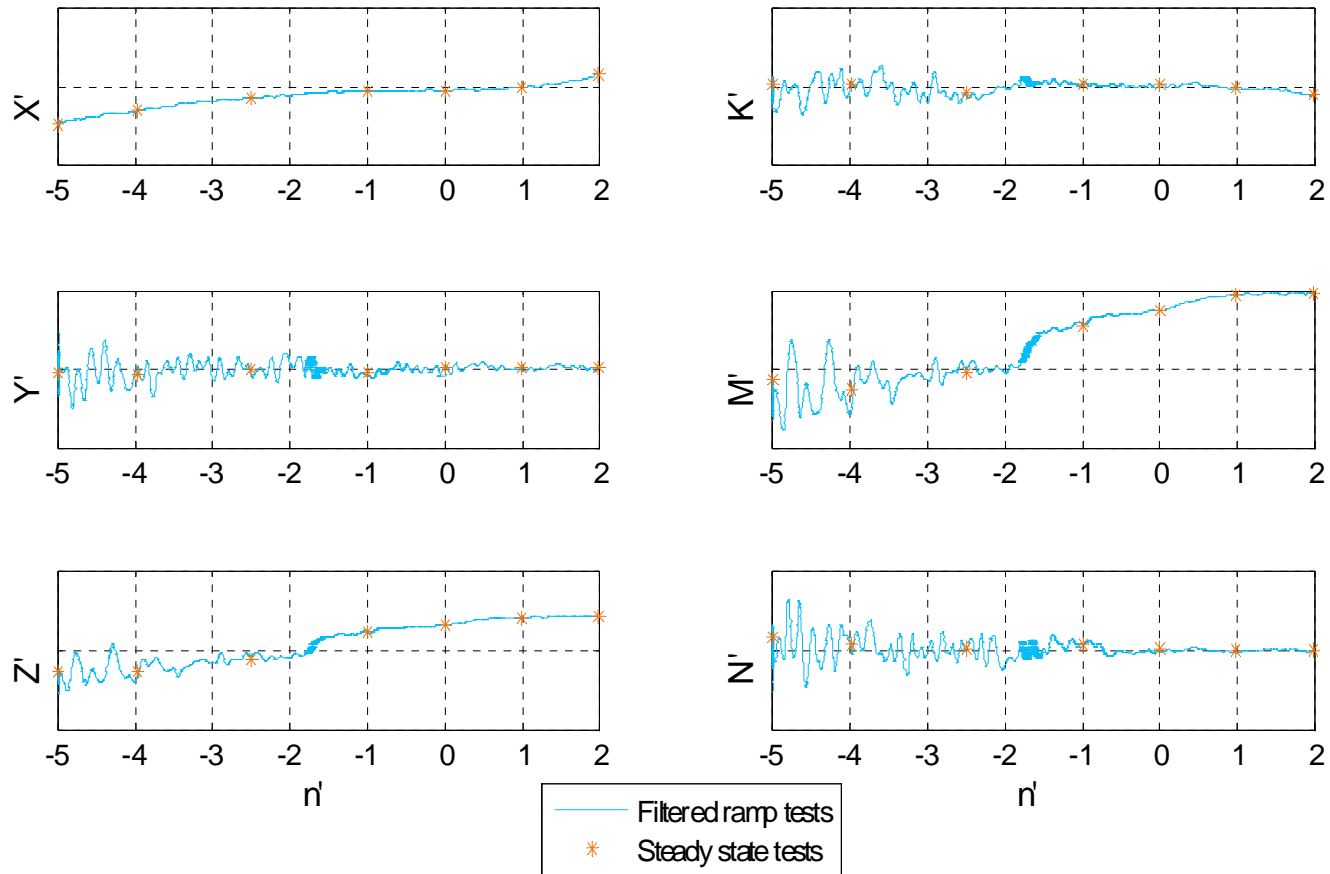 X'
-5 -4 -3 -2 -1 0 1 2
K'
-5 -4 -3 -2 -1 0 1 2
Y'
-5 -4 -3 -2 -1 0 1 2
M'
-5 -4 -3 -2 -1 0 1 2
Z'
-5 -4 -3 -2 -1 0 1 2
n'
N'
-5 -4 -3 -2 -1 0 1 2
n'
Filtered ramp tests
Steady state tests